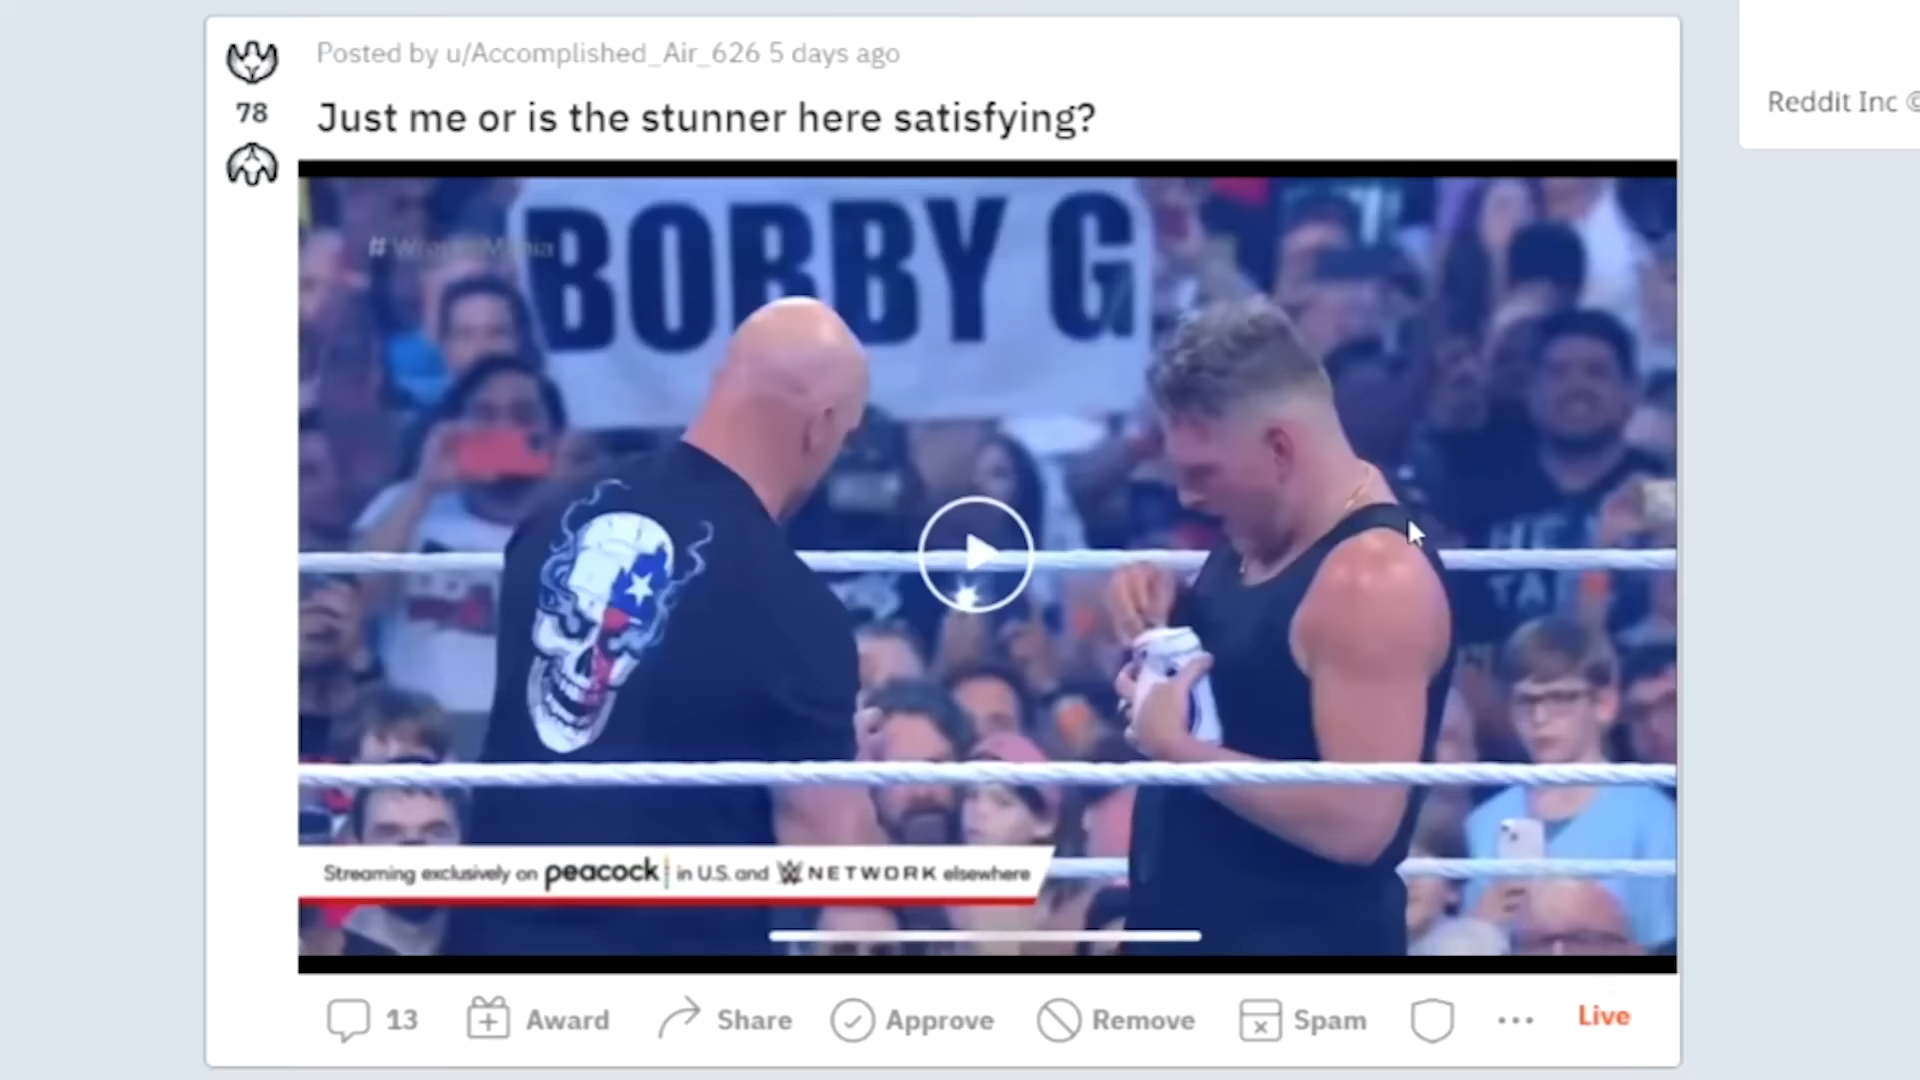 Posted by u/Accomplished_Air_626 5 days ago
78
Just me or is the stunner here satisfying?
Reddit Inc ©
BOBBY G
Streaming exclusively on peacock in U.S. and NETWORK elsewhere
13
Award
Share
Approve
Remove
Spam
Live